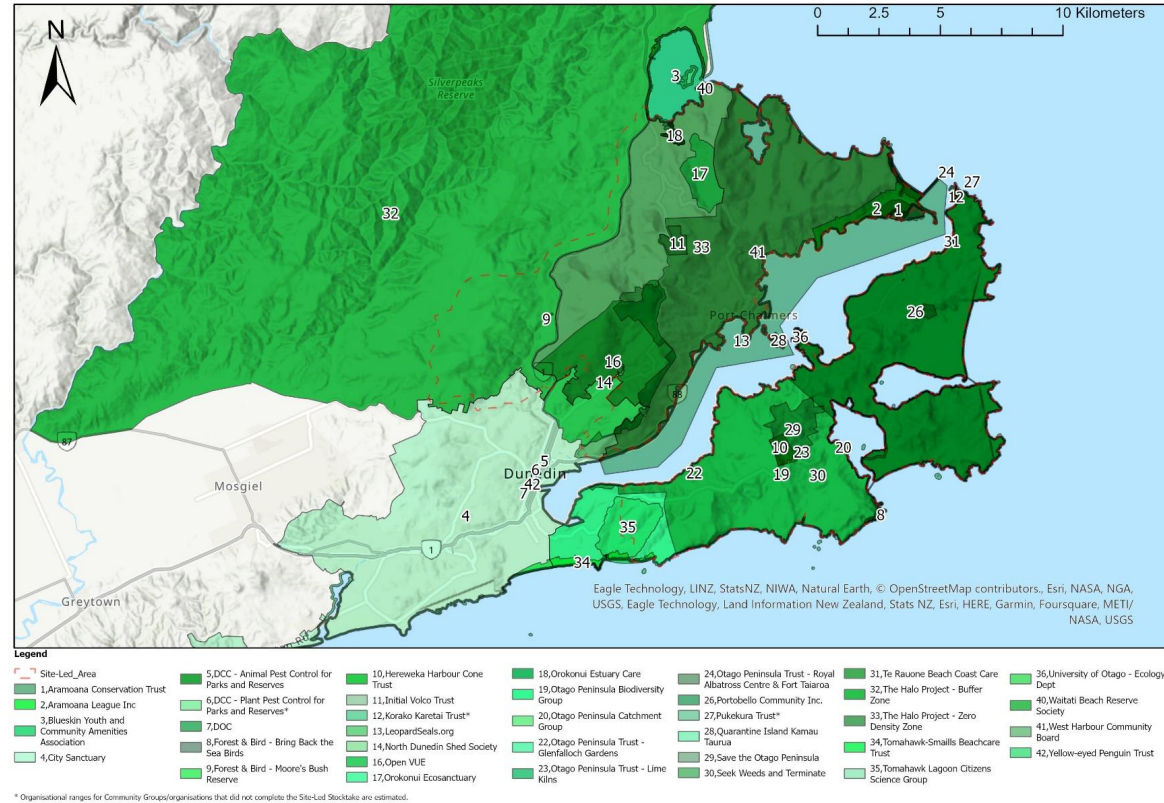 N
0 2.5 5 10 Kilometers
Silverpeaks
Reserve
3
40
18
17
24
27
12
32
2 1
11 33
31
41
9
Port Chalmers
26
13 28 36
16
14
88
87
29
10 23 20
5
Dunedin
6
42
7
22
19 30
Mosgiel
4
8
35
1
34
Greytown
Eagle Technology, LINZ, StatsNZ, NIWA, Natural Earth, © OpenStreetMap contributors., Esri, NASA, NGA,
USGS, Eagle Technology, Land Information New Zealand, Stats NZ, Esri, HERE, Garmin, Foursquare, METI/
NASA, USGS
Legend
Site-Led_Area
1,Aramoana Conservation Trust
2,Aramoana League Inc
3,Blueskin Youth and
Community Amenities
Association
4,City Sanctuary
5,DCC - Animal Pest Control for
Parks and Reserves
6,DCC - Plant Pest Control for
Parks and Reserves*
7,DOC
8,Forest & Bird - Bring Back the
Sea Birds
9,Forest & Bird - Moore's Bush
Reserve
10,Hereweka Harbour Cone
Trust
11,Initial Volco Trust
12,Korako Karetai Trust*
13,LeopardSeals.org
14,North Dunedin Shed Society
16,Open VUE
17,Orokonui Ecosanctuary
18,Orokonui Estuary Care
19,Otago Peninsula Biodiversity
Group
20,Otago Peninsula Catchment
Group
22,Otago Peninsula Trust -
Glenfalloch Gardens
23,Otago Peninsula Trust - Lime
Kilns
24,Otago Peninsula Trust - Royal
Albatross Centre & Fort Taiaroa
26,Portobello Community Inc.
27,Pukekura Trust*
28,Quarantine Island Kamau
Taurua
29,Save the Otago Peninsula
30,Seek Weeds and Terminate
31,Te Rauone Beach Coast Care
32,The Halo Project - Buffer
Zone
33,The Halo Project - Zero
Density Zone
34,Tomahawk-Smaills Beachcare
Trust
35,Tomahawk Lagoon Citizens
Science Group
36,University of Otago - Ecology
Dept
40,Waitati Beach Reserve
Society
41,West Harbour Community
Board
42,Yellow-eyed Penguin Trust
* Organisational ranges for Community Groups/organisations that did not complete the Site-Led Stocktake are estimated.